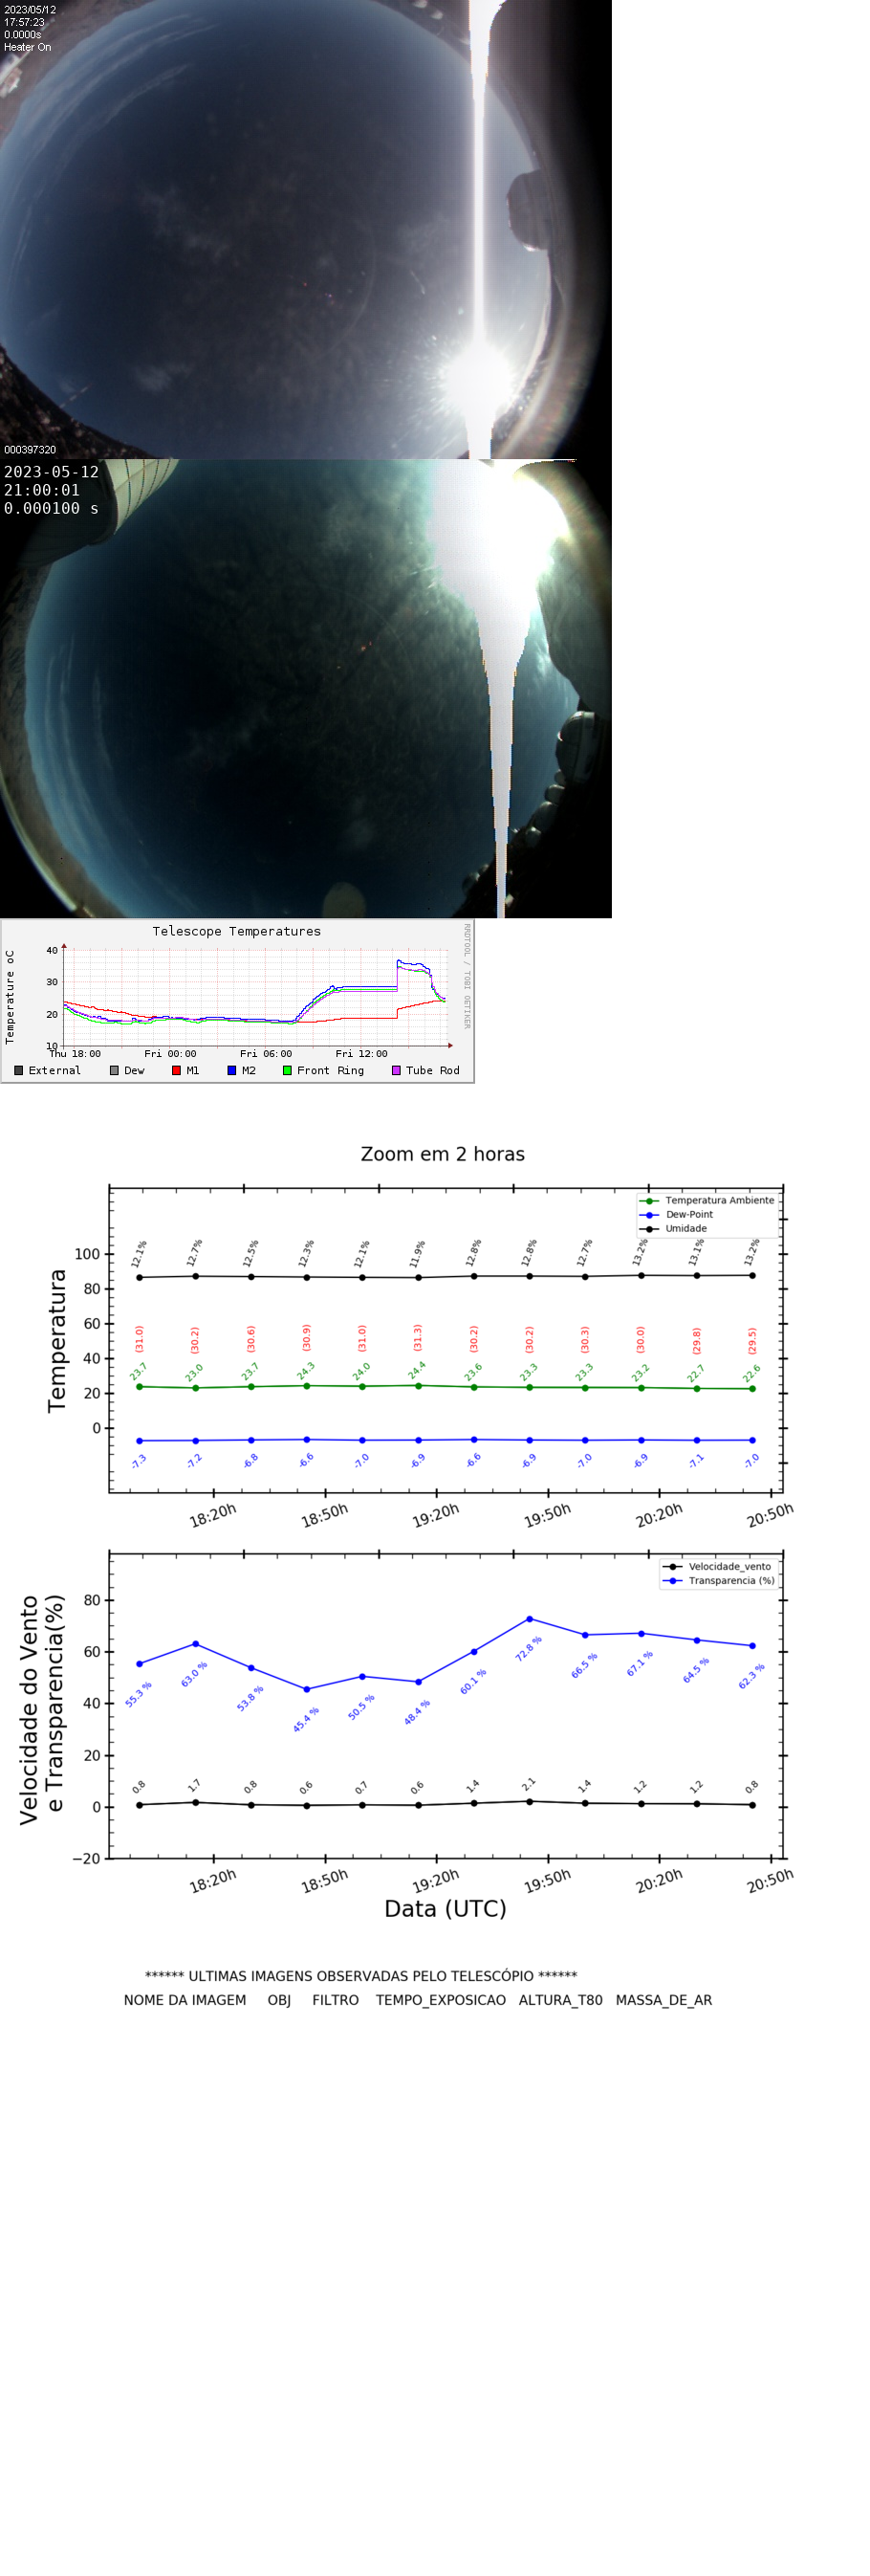 2023/05/12
17:57:23
0.0000s
Heater On
000397320
2023-05-12
21:00:01
0.000100 s
Telescope Temperatures
RRDTOOL / TOBI OETIKER
Temperature oC
40
30
20
10
Thu 18:00 Fri 00:00 Fri 06:00 Fri 12:00
External Dew M1 M2 Front Ring Tube Rod
Zoom em 2 horas
Temperatura Ambiente
Dew-Point
Umidade
Temperatura
100
80
60
40
20
0
12.1% 12.7% 12.5% 12.3% 12.1% 11.9% 12.8% 12.8% 12.7% 13.2% 13.1% 13.2%
(31.0) (30.2) (30.6) (30.9) (31.0) (31.3) (30.2) (30.2) (30.3) (30.0) (29.8) (29.5)
23.7 23.0 23.7 24.3 24.0 24.4 23.6 23.3 23.3 23.2 22.7 22.6
-7.3 -7.2 -6.8 -6.6 -7.0 -6.9 -6.6 -6.9 -7.0 -6.9 -7.1 -7.0
18:20h 18:50h 19:20h 19:50h 20:20h 20:50h
Velocidade_vento
Transparencia (%)
Velocidade do Vento
e Transparencia(%)
80
60
40
20
0
−20
55.3 % 63.0 % 53.8 % 45.4 % 50.5 % 48.4 % 60.1 % 72.8 % 66.5 % 67.1 % 64.5 % 62.3 %
0.8 1.7 0.8 0.6 0.7 0.6 1.4 2.1 1.4 1.2 1.2 0.8
18:20h 18:50h 19:20h 19:50h 20:20h 20:50h
Data (UTC)
****** ULTIMAS IMAGENS OBSERVADAS PELO TELESCÓPIO ******
NOME DA IMAGEM OBJ FILTRO TEMPO_EXPOSICAO ALTURA_T80 MASSA_DE_AR